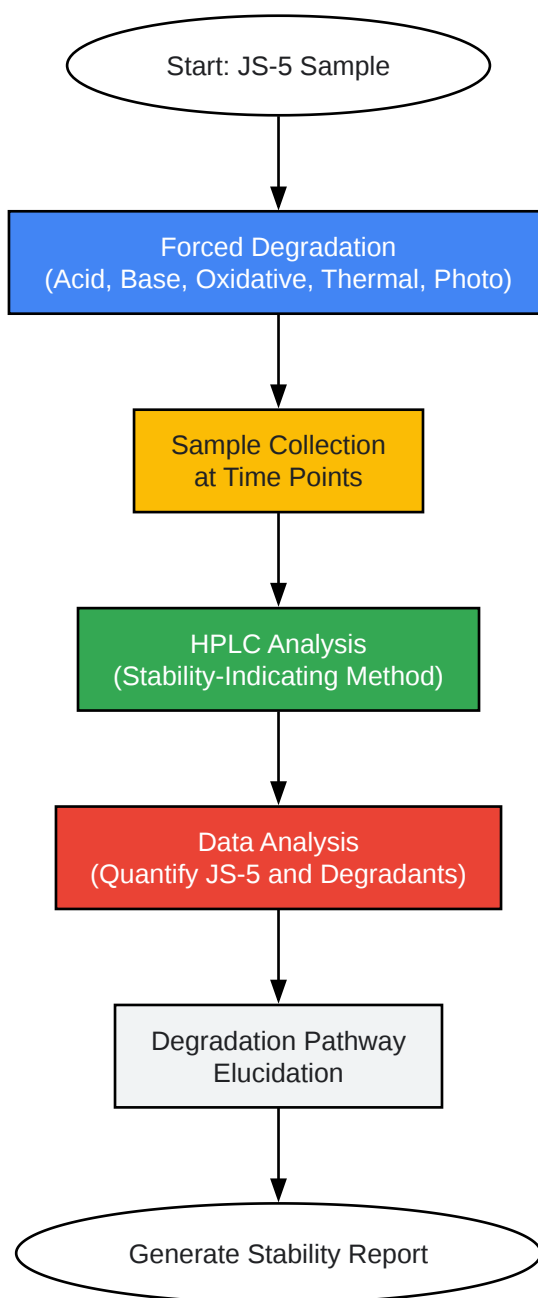 Start: JS-5 Sample
Forced Degradation
(Acid, Base, Oxidative, Thermal, Photo)
Sample Collection
at Time Points
HPLC Analysis
(Stability-Indicating Method)
Data Analysis
(Quantify JS-5 and Degradants)
Degradation Pathway
Elucidation
Generate Stability Report